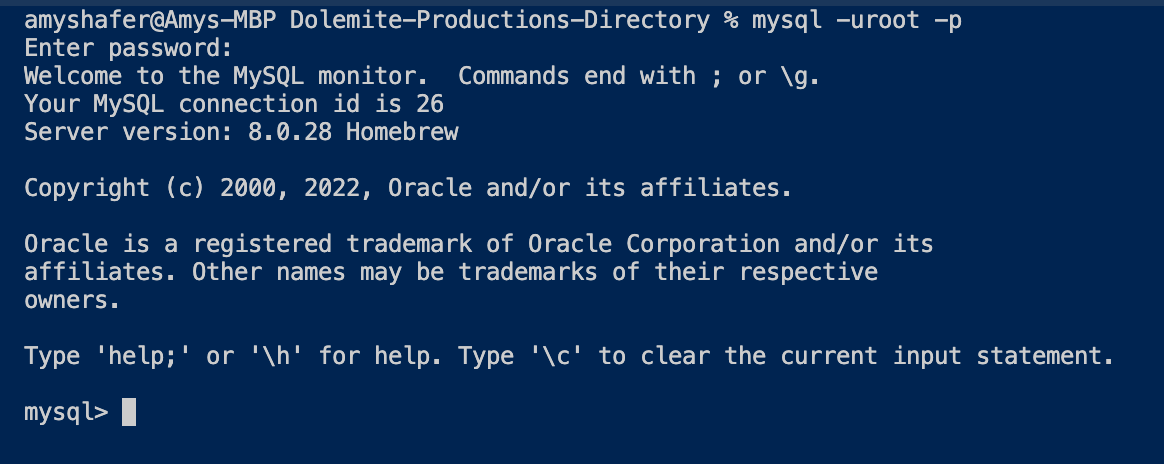 amyshafer@Amys-MBP Dolemite-Productions-Directory % mysql -uroot -p
Enter password:
Welcome to the MySQL monitor.  Commands end with ; or \g.
Your MySQL connection id is 26
Server version: 8.0.28 Homebrew
Copyright (c) 2000, 2022, Oracle and/or its affiliates.
Oracle is a registered trademark of Oracle Corporation and/or its
affiliates. Other names may be trademarks of their respective
owners.
Type 'help;' or '\h' for help. Type '\c' to clear the current input statement.
mysql>